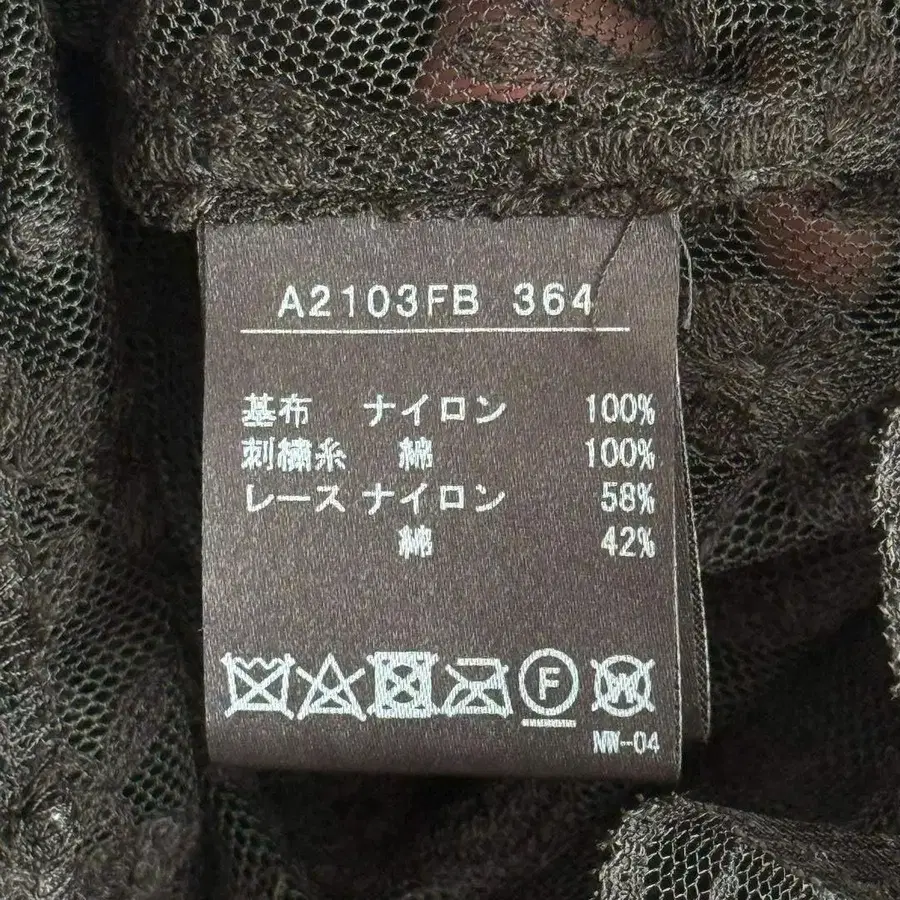 A2103FB 364
基布 ナイロン 100%
刺繍糸 綿 100%
レース ナイロン 58%
綿 42%
F W
NW-04